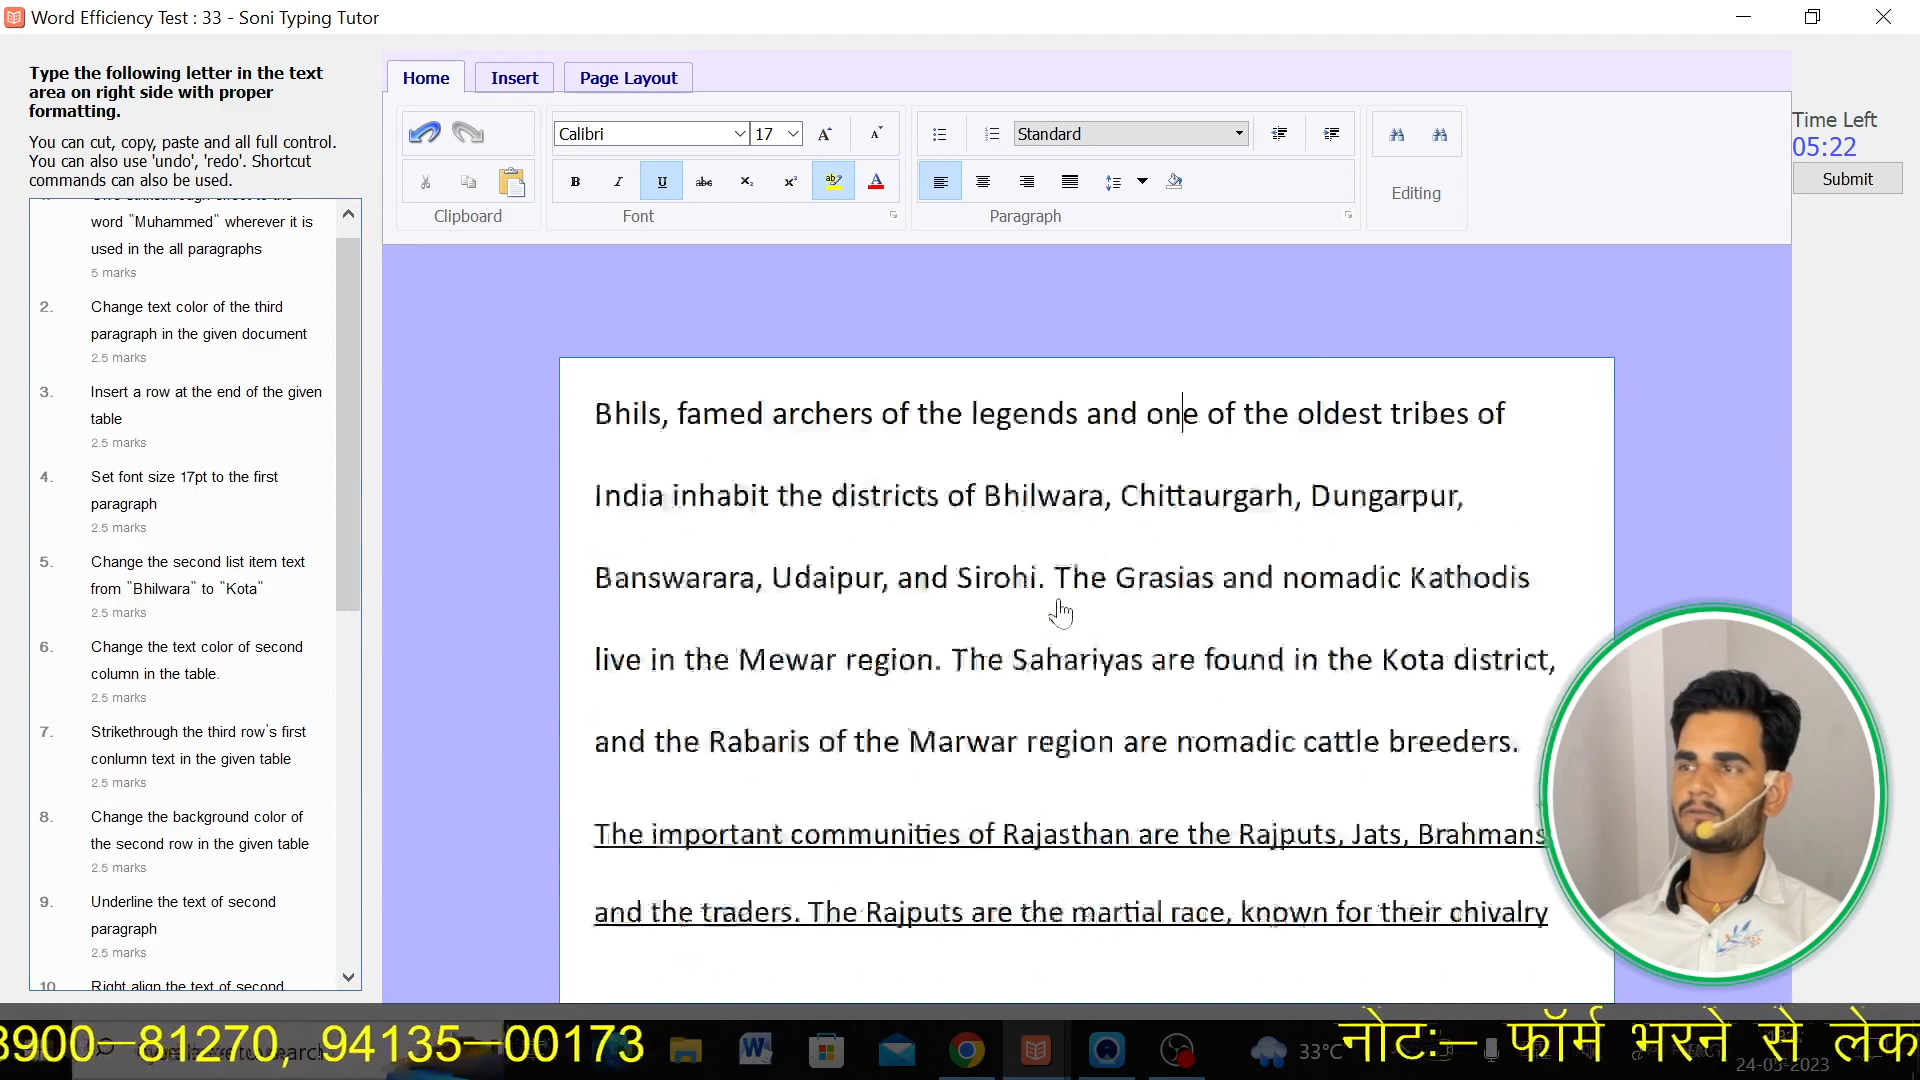 Word Efficiency Test : 33 - Soni Typing Tutor
Type the following letter in the text
area on right side with proper
formatting.
You can cut, copy, paste and all full control.
You can also use 'undo', 'redo'. Shortcut
commands can also be used.
word "Muhammed" wherever it is
used in the all paragraphs
5 marks
2. Change text color of the third
paragraph in the given document
2.5 marks
3. Insert a row at the end of the given
table
2.5 marks
4. Set font size 17pt to the first
paragraph
2.5 marks
5. Change the second list item text
from "Bhilwara" to "Kota"
2.5 marks
6. Change the text color of second
column in the table.
2.5 marks
7. Strikethrough the third row's first
conlumn text in the given table
2.5 marks
8. Change the background color of
the second row in the given table
2.5 marks
9. Underline the text of second
paragraph
2.5 marks
10. Right align the text of second
Home Insert Page Layout
Calibri 17 Standard
Clipboard Font Paragraph Editing
Time Left
05:22
Submit
Bhils, famed archers of the legends and one of the oldest tribes of
India inhabit the districts of Bhilwara, Chittaurgarh, Dungarpur,
Banswarara, Udaipur, and Sirohi. The Grasias and nomadic Kathodis
live in the Mewar region. The Sahariyas are found in the Kota district,
and the Rabaris of the Marwar region are nomadic cattle breeders.
The important communities of Rajasthan are the Rajputs, Jats, Brahmans
and the traders. The Rajputs are the martial race, known for their chivalry
3900-81270, 94135-00173
33°C
नोटः- फॉर्म भरने से लेक
24-05-2023